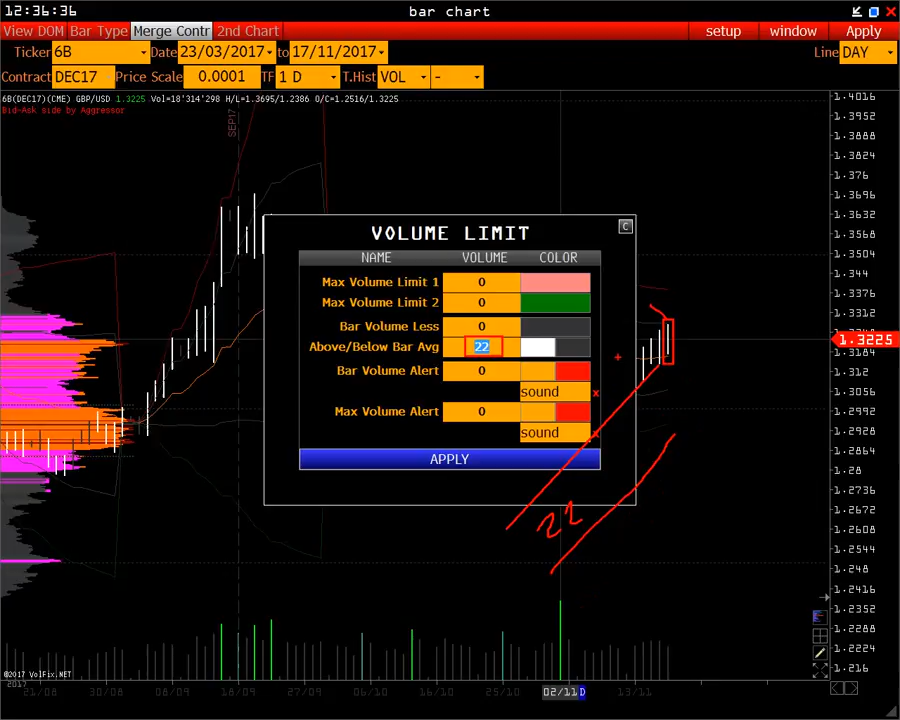 12:36:36 bar chart
View DOM Bar Type Merge Contr 2nd Chart setup window Apply
Ticker 6B Date 23/03/2017 to 17/11/2017 Line DAY
Contract DEC17 Price Scale 0.0001 TF 1 D T.Hist VOL -
6B(DEC17)(CME) GBP/USD 1.3225 Vol=18'314'298 H/L=1.3695/1.2386 O/C=1.2516/1.3225
Bid-Ask side by Aggressor
SEP17
VOLUME LIMIT C
NAME VOLUME COLOR
Max Volume Limit 1 0
Max Volume Limit 2 0
Bar Volume Less 0
Above/Below Bar Avg 22
Bar Volume Alert 0
sound x
Max Volume Alert 0
sound
APPLY
22
1.4016
1.3952
1.3888
1.3824
1.376
1.3696
1.3632
1.3568
1.3504
1.344
1.3376
1.3312
1.3225
1.3184
1.312
1.3056
1.2992
1.2928
1.2864
1.28
1.2736
1.2672
1.2608
1.2544
1.248
1.2416
1.2352
1.2288
1.2224
1.216
©2017 VolFix.NET
2017
21/08 30/08 06/09 18/09 27/09 06/10 16/10 25/10 02/11 D 13/11